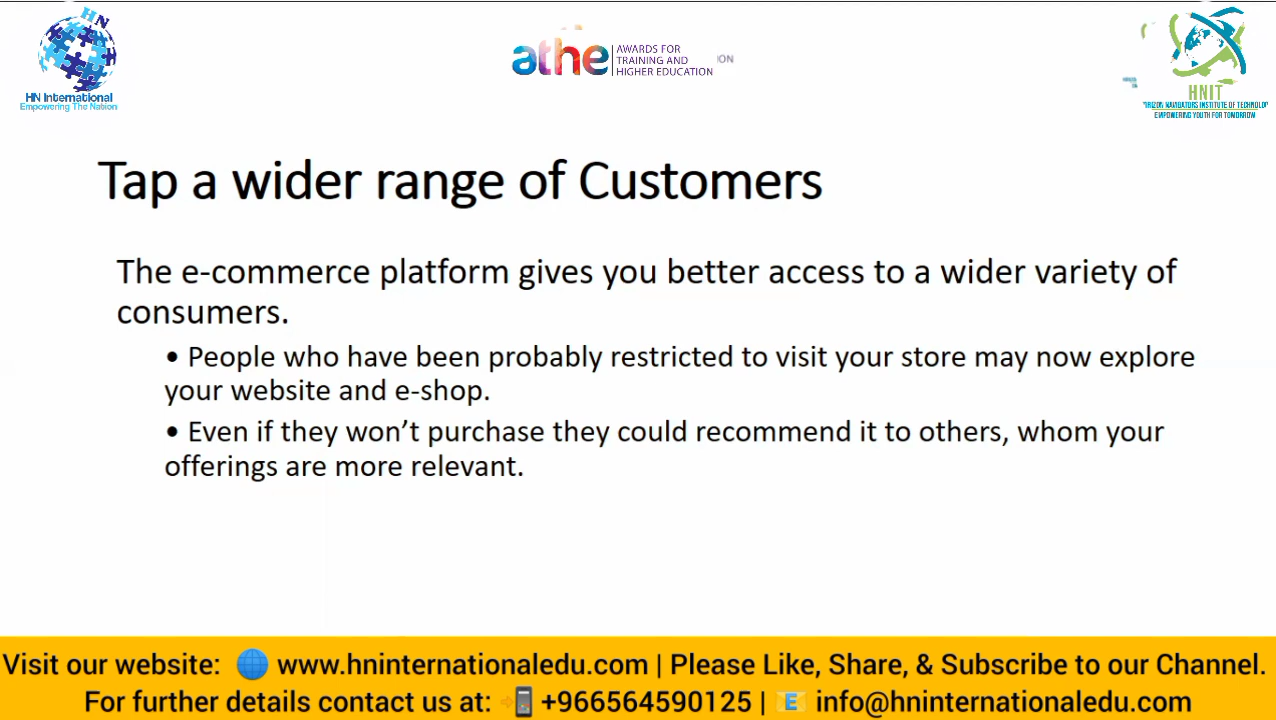 HN
HN International
Empowering The Nation
athe AWARDS FOR
TRAINING AND
HIGHER EDUCATION
ION
HNIT
EMPOWERING YOUTH FOR TOMORROW
Tap a wider range of Customers
The e-commerce platform gives you better access to a wider variety of
consumers.
• People who have been probably restricted to visit your store may now explore
your website and e-shop.
• Even if they won’t purchase they could recommend it to others, whom your
offerings are more relevant.
Visit our website: 🌐 www.hninternationaledu.com | Please Like, Share, & Subscribe to our Channel.
For further details contact us at: 📲 +966564590125 | 📧 info@hninternationaledu.com